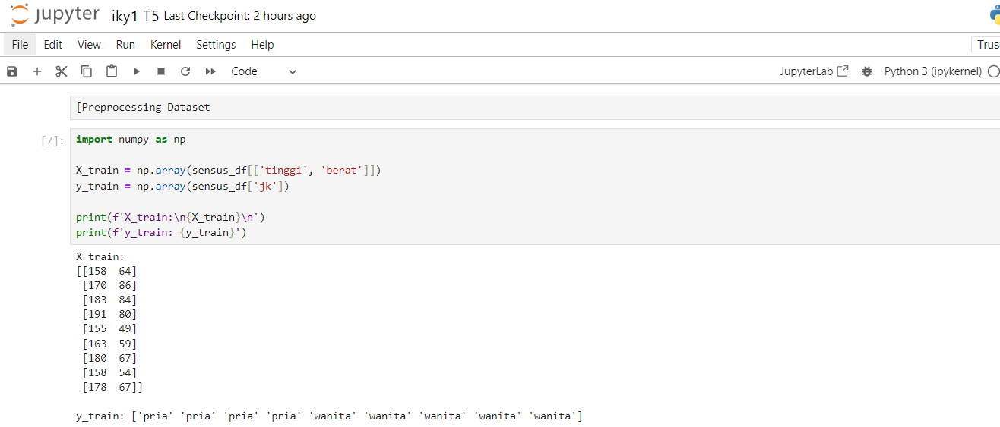 jupyter iky1 T5 Last Checkpoint: 2 hours ago
File Edit View Run Kernel Settings Help Trus
Code JupyterLab Python 3 (ipykernel)
[Preprocessing Dataset
[7]: import numpy as np
X_train = np.array(sensus_df[['tinggi', 'berat']])
y_train = np.array(sensus_df['jk'])
print(f'X_train:\n{X_train}\n')
print(f'y_train: {y_train}')
X_train:
[[158  64]
 [170  86]
 [183  84]
 [191  80]
 [155  49]
 [163  59]
 [180  67]
 [158  54]
 [178  67]]
y_train: ['pria' 'pria' 'pria' 'pria' 'wanita' 'wanita' 'wanita' 'wanita' 'wanita']